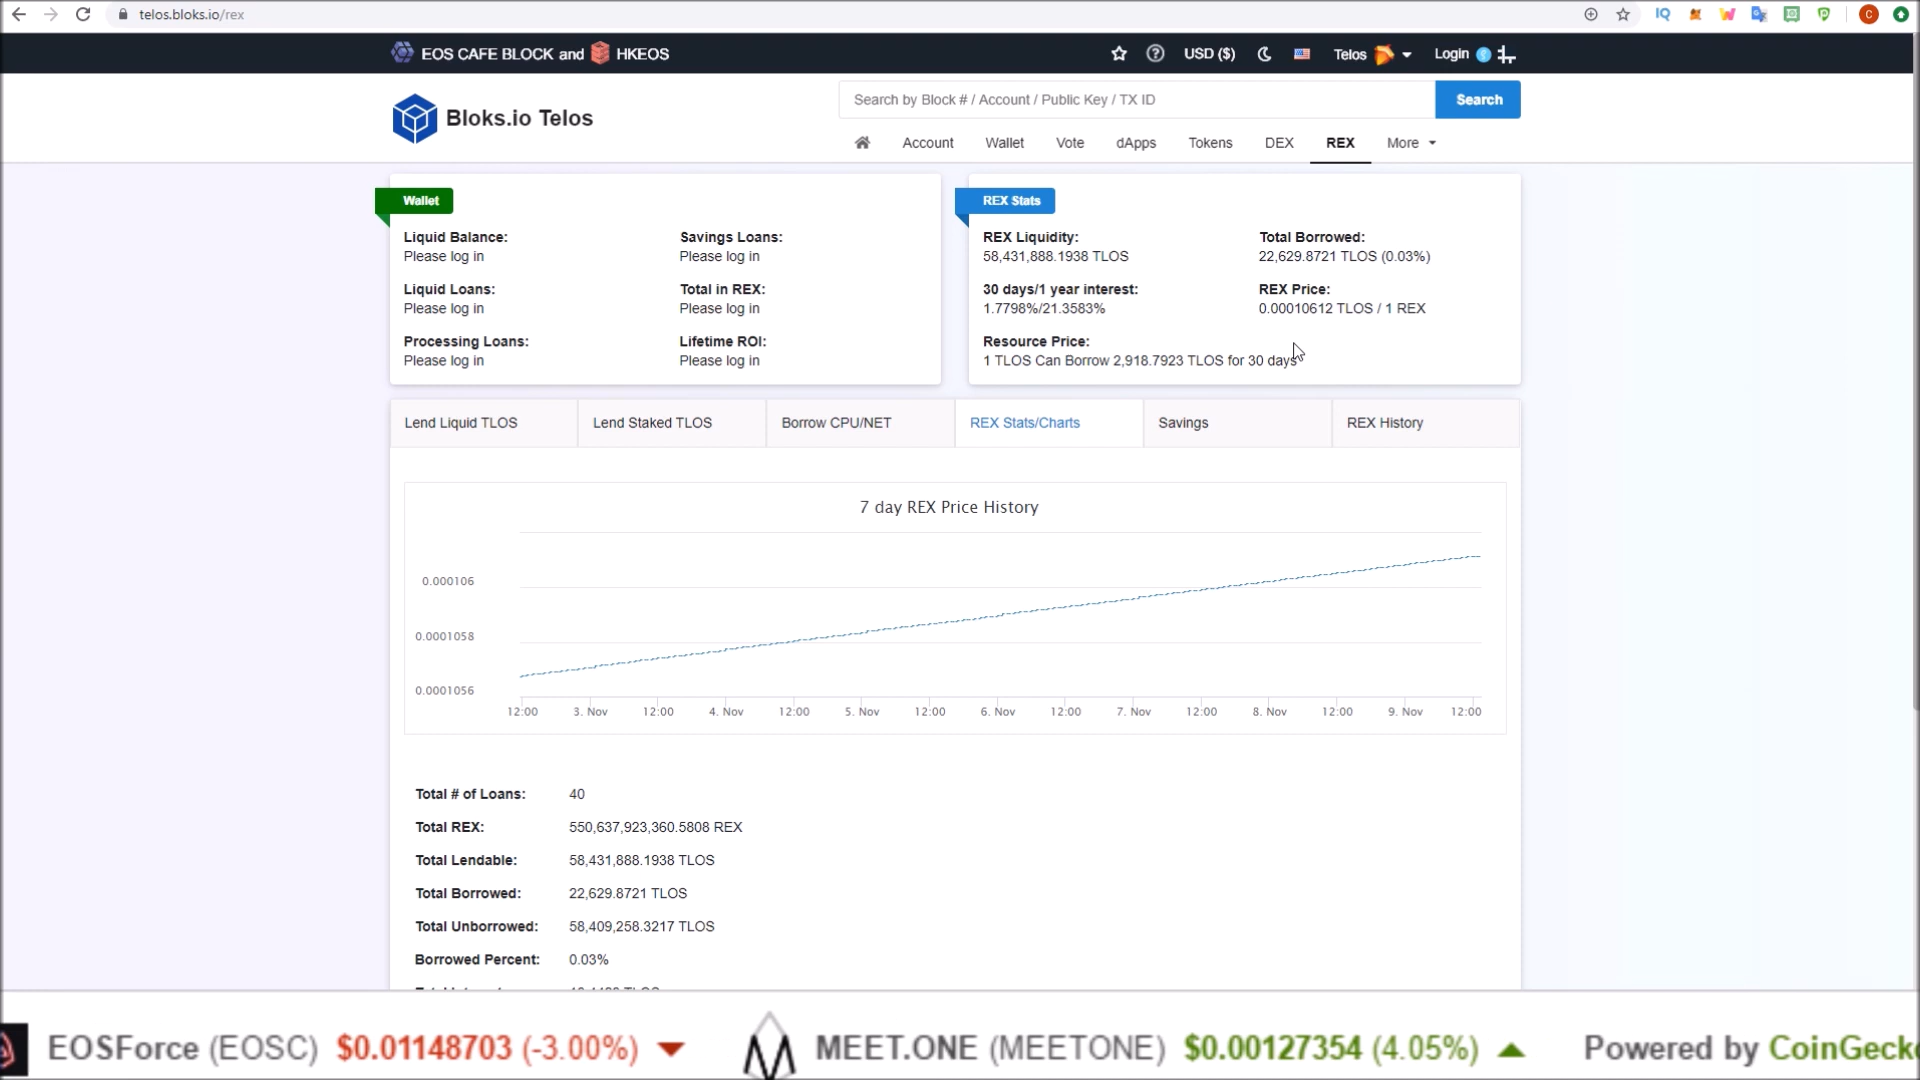 telos.bloks.io/rex
EOS CAFE BLOCK and HKEOS
USD ($)
Telos
Login
Bloks.io Telos
Search by Block # / Account / Public Key / TX ID
Search
Account Wallet Vote dApps Tokens DEX REX More
Wallet
Liquid Balance: Savings Loans:
Please log in Please log in
Liquid Loans: Total in REX:
Please log in Please log in
Processing Loans: Lifetime ROI:
Please log in Please log in
REX Stats
REX Liquidity: Total Borrowed:
58,431,888.1938 TLOS 22,629.8721 TLOS (0.03%)
30 days/1 year interest: REX Price:
1.7798%/21.3583% 0.00010612 TLOS / 1 REX
Resource Price:
1 TLOS Can Borrow 2,918.7923 TLOS for 30 days
Lend Liquid TLOS Lend Staked TLOS Borrow CPU/NET REX Stats/Charts Savings REX History
7 day REX Price History
0.000106
0.0001058
0.0001056
12:00 3. Nov 12:00 4. Nov 12:00 5. Nov 12:00 6. Nov 12:00 7. Nov 12:00 8. Nov 12:00 9. Nov 12:00
Total # of Loans: 40
Total REX: 550,637,923,360.5808 REX
Total Lendable: 58,431,888.1938 TLOS
Total Borrowed: 22,629.8721 TLOS
Total Unborrowed: 58,409,258.3217 TLOS
Borrowed Percent: 0.03%
EOSForce (EOSC) $0.01148703 (-3.00%) MEET.ONE (MEETONE) $0.00127354 (4.05%) Powered by CoinGeck